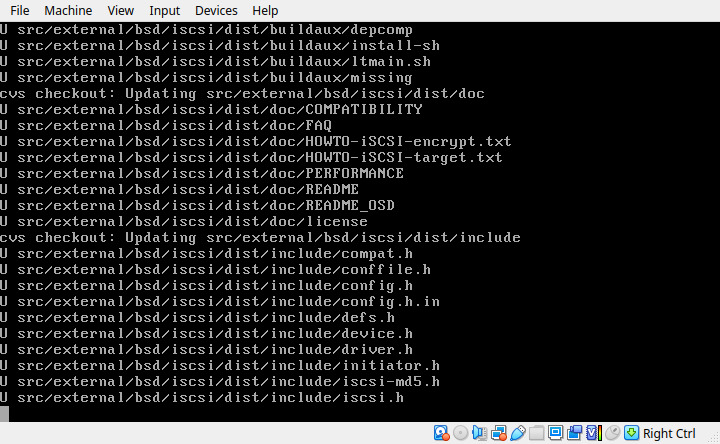 File Machine View Input Devices Help
U src/external/bsd/iscsi/dist/buildaux/depcomp
U src/external/bsd/iscsi/dist/buildaux/install-sh
U src/external/bsd/iscsi/dist/buildaux/ltmain.sh
U src/external/bsd/iscsi/dist/buildaux/missing
cvs checkout: Updating src/external/bsd/iscsi/dist/doc
U src/external/bsd/iscsi/dist/doc/COMPATIBILITY
U src/external/bsd/iscsi/dist/doc/FAQ
U src/external/bsd/iscsi/dist/doc/HOWTO-iSCSI-encrypt.txt
U src/external/bsd/iscsi/dist/doc/HOWTO-iSCSI-target.txt
U src/external/bsd/iscsi/dist/doc/PERFORMANCE
U src/external/bsd/iscsi/dist/doc/README
U src/external/bsd/iscsi/dist/doc/README_OSD
U src/external/bsd/iscsi/dist/doc/license
cvs checkout: Updating src/external/bsd/iscsi/dist/include
U src/external/bsd/iscsi/dist/include/compat.h
U src/external/bsd/iscsi/dist/include/conffile.h
U src/external/bsd/iscsi/dist/include/config.h
U src/external/bsd/iscsi/dist/include/config.h.in
U src/external/bsd/iscsi/dist/include/defs.h
U src/external/bsd/iscsi/dist/include/device.h
U src/external/bsd/iscsi/dist/include/driver.h
U src/external/bsd/iscsi/dist/include/initiator.h
U src/external/bsd/iscsi/dist/include/iscsi-md5.h
U src/external/bsd/iscsi/dist/include/iscsi.h
Right Ctrl